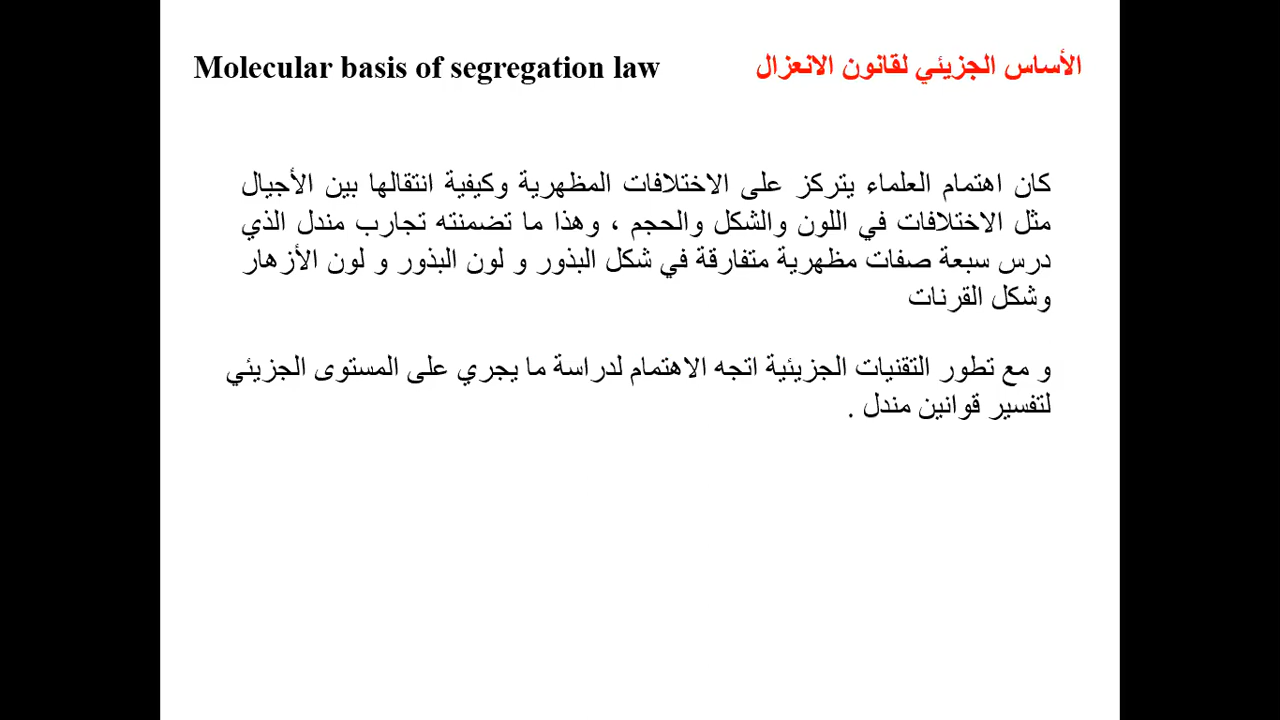 Molecular basis of segregation law
الأساس الجزيئي لقانون الانعزال
كان اهتمام العلماء يتركز على الاختلافات المظهرية وكيفية انتقالها بين الأجيال
مثل الاختلافات في اللون والشكل والحجم ، وهذا ما تضمنته تجارب مندل الذي
درس سبعة صفات مظهرية متفارقة في شكل البذور و لون البذور و لون الأزهار
وشكل القرنات
و مع تطور التقنيات الجزيئية اتجه الاهتمام لدراسة ما يجري على المستوى الجزيئي
لتفسير قوانين مندل .